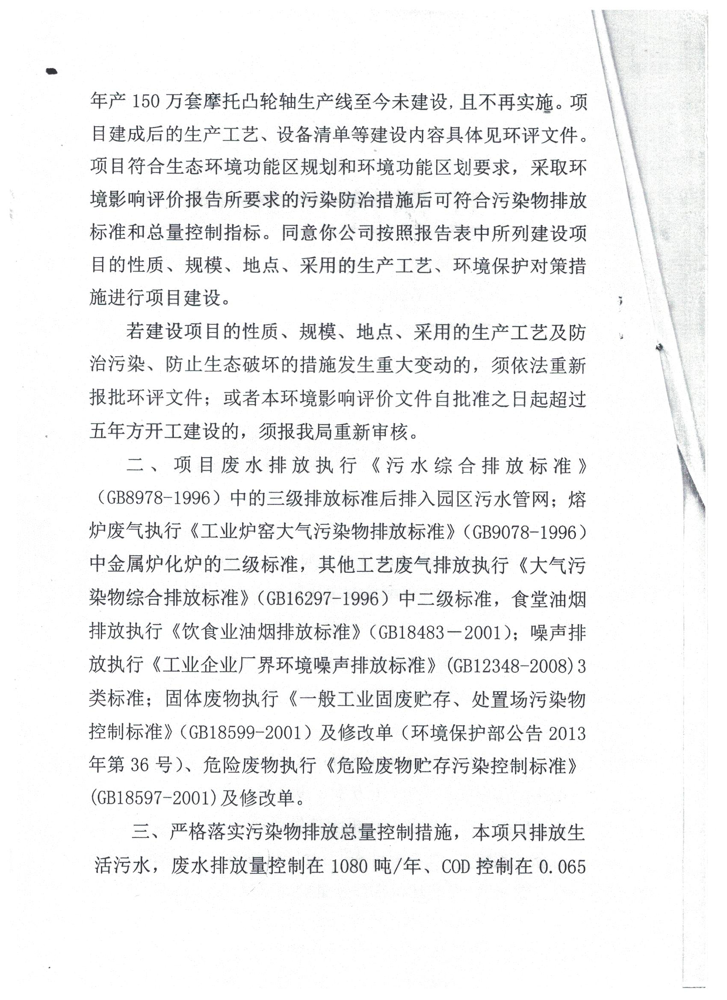 年产 150 万套摩托凸轮轴生产线至今未建设,且不再实施。项
目建成后的生产工艺、设备清单等建设内容具体见环评文件。
项目符合生态环境功能区规划和环境功能区划要求，采取环
境影响评价报告所要求的污染防治措施后可符合污染物排放
标准和总量控制指标。同意你公司按照报告表中所列建设项
目的性质、规模、地点、采用的生产工艺、环境保护对策措
施进行项目建设。
若建设项目的性质、规模、地点、采用的生产工艺及防
治污染、防止生态破坏的措施发生重大变动的，须依法重新
报批环评文件；或者本环境影响评价文件自批准之日起超过
五年方开工建设的，须报我局重新审核。
二、项目废水排放执行《污水综合排放标准》
（GB8978-1996）中的三级排放标准后排入园区污水管网；熔
炉废气执行《工业炉窑大气污染物排放标准》（GB9078-1996）
中金属炉化炉的二级标准，其他工艺废气排放执行《大气污
染物综合排放标准》（GB16297-1996）中二级标准，食堂油烟
排放执行《饮食业油烟排放标准》（GB18483－2001）；噪声排
放执行《工业企业厂界环境噪声排放标准》(GB12348-2008)3
类标准；固体废物执行《一般工业固废贮存、处置场污染物
控制标准》（GB18599-2001）及修改单（环境保护部公告 2013
年第 36 号）、危险废物执行《危险废物贮存污染控制标准》
(GB18597-2001)及修改单。
三、严格落实污染物排放总量控制措施，本项只排放生
活污水，废水排放量控制在 1080 吨/年、COD 控制在 0.065